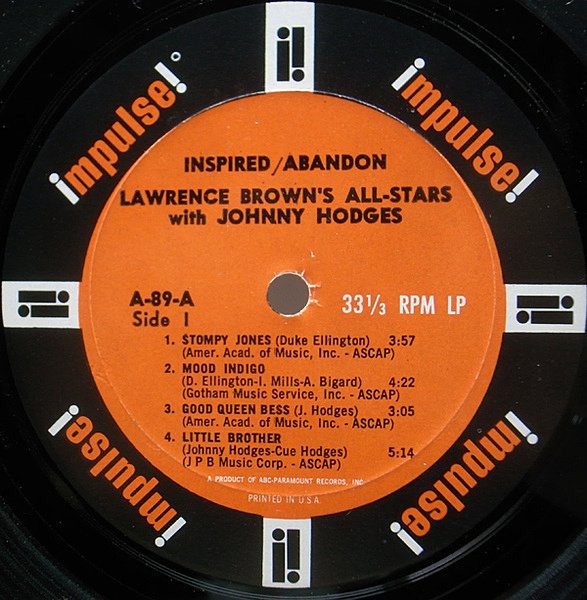 impulse!
impulse!
INSPIRED/ABANDON
LAWRENCE BROWN'S ALL-STARS
with JOHNNY HODGES
A-89-A
Side 1
33 1/3 RPM LP
1. STOMPY JONES (Duke Ellington) 3:57
(Amer. Acad. of Music, Inc. - ASCAP)
2. MOOD INDIGO
(D. Ellington-I. Mills-A. Bigard) 4:22
(Gotham Music Service, Inc. - ASCAP)
3. GOOD QUEEN BESS (J. Hodges) 3:05
(Amer. Acad. of Music, Inc. - ASCAP)
4. LITTLE BROTHER
(Johnny Hodges-Cue Hodges) 5:14
(J P B Music Corp. - ASCAP)
A PRODUCT OF ABC-PARAMOUNT RECORDS, INC.
PRINTED IN U.S.A.
impulse!
impulse!
i!
i!
i!
i!